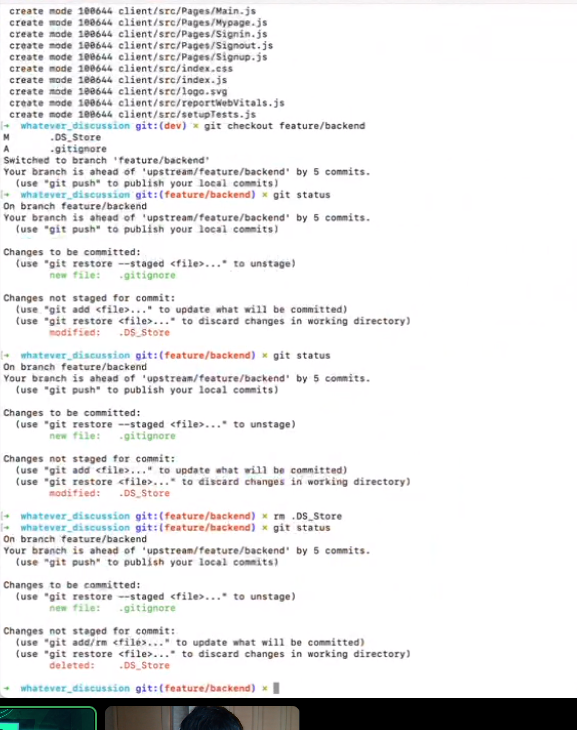 create mode 100644 client/src/Pages/Main.js
create mode 100644 client/src/Pages/Mypage.js
create mode 100644 client/src/Pages/Signin.js
create mode 100644 client/src/Pages/Signout.js
create mode 100644 client/src/Pages/Signup.js
create mode 100644 client/src/index.css
create mode 100644 client/src/index.js
create mode 100644 client/src/logo.svg
create mode 100644 client/src/reportWebVitals.js
create mode 100644 client/src/setupTests.js
[→ whatever_discussion git:(dev) × git checkout feature/backend
M .DS_Store
A .gitignore
Switched to branch 'feature/backend'
Your branch is ahead of 'upstream/feature/backend' by 5 commits.
(use "git push" to publish your local commits)
[→ whatever_discussion git:(feature/backend) × git status
On branch feature/backend
Your branch is ahead of 'upstream/feature/backend' by 5 commits.
(use "git push" to publish your local commits)
Changes to be committed:
(use "git restore --staged <file>..." to unstage)
new file: .gitignore
Changes not staged for commit:
(use "git add <file>..." to update what will be committed)
(use "git restore <file>..." to discard changes in working directory)
modified: .DS_Store
[→ whatever_discussion git:(feature/backend) × git status
On branch feature/backend
Your branch is ahead of 'upstream/feature/backend' by 5 commits.
(use "git push" to publish your local commits)
Changes to be committed:
(use "git restore --staged <file>..." to unstage)
new file: .gitignore
Changes not staged for commit:
(use "git add <file>..." to update what will be committed)
(use "git restore <file>..." to discard changes in working directory)
modified: .DS_Store
[→ whatever_discussion git:(feature/backend) × rm .DS_Store
[→ whatever_discussion git:(feature/backend) × git status
On branch feature/backend
Your branch is ahead of 'upstream/feature/backend' by 5 commits.
(use "git push" to publish your local commits)
Changes to be committed:
(use "git restore --staged <file>..." to unstage)
new file: .gitignore
Changes not staged for commit:
(use "git add/rm <file>..." to update what will be committed)
(use "git restore <file>..." to discard changes in working directory)
deleted: .DS_Store
→ whatever_discussion git:(feature/backend) ×